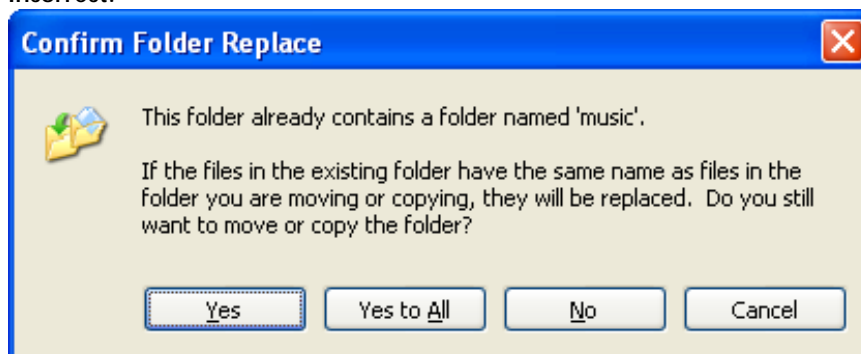 Incorrect:
Confirm Folder Replace
This folder already contains a folder named 'music'.
If the files in the existing folder have the same name as files in the
folder you are moving or copying, they will be replaced.  Do you still
want to move or copy the folder?
Yes
Yes to All
No
Cancel